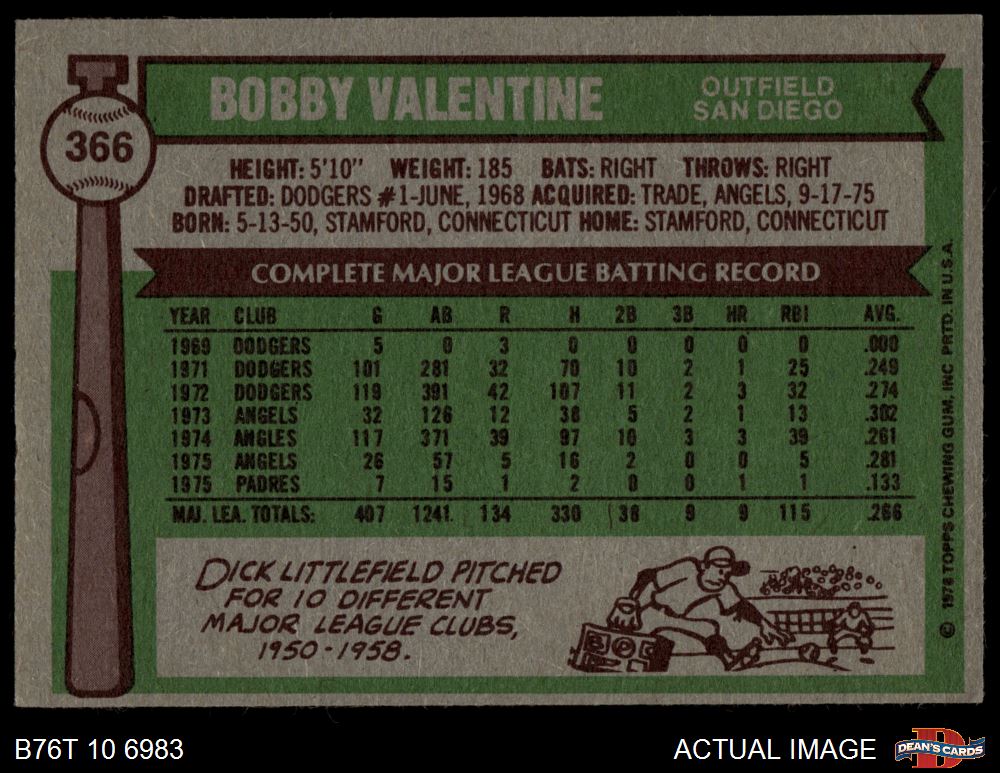 366
BOBBY VALENTINE
OUTFIELD
SAN DIEGO
HEIGHT: 5'10" WEIGHT: 185 BATS: RIGHT THROWS: RIGHT
DRAFTED: DODGERS #1-JUNE, 1968 ACQUIRED: TRADE, ANGELS, 9-17-75
BORN: 5-13-50, STAMFORD, CONNECTICUT HOME: STAMFORD, CONNECTICUT
COMPLETE MAJOR LEAGUE BATTING RECORD
YEAR CLUB G AB R H 2B 3B HR RBI AVG.
1969 DODGERS 5 0 3 0 0 0 0 0 .000
1971 DODGERS 101 281 32 70 10 2 1 25 .249
1972 DODGERS 119 391 42 107 11 2 3 32 .274
1973 ANGELS 32 126 12 38 5 2 1 13 .302
1974 ANGLES 117 371 39 97 10 3 3 39 .261
1975 ANGELS 26 57 5 16 2 0 0 5 .281
1975 PADRES 7 15 1 2 0 0 1 1 .133
MAJ. LEA. TOTALS: 407 1241 134 330 38 9 9 115 .266
DICK LITTLEFIELD PITCHED
FOR 10 DIFFERENT
MAJOR LEAGUE CLUBS,
1950-1958.
© 1976 TOPPS CHEWING GUM, INC PRTD. IN U.S.A.
B76T 10 6983
ACTUAL IMAGE
DEAN'S CARDS